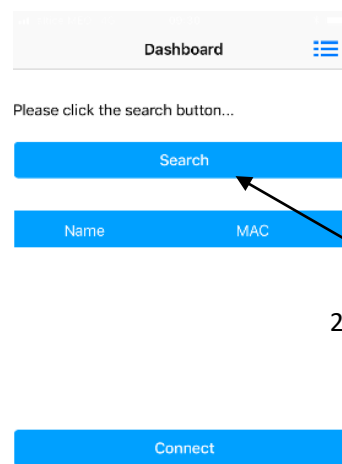 Dashboard
Please click the search button...
Search
Name MAC
2
Connect